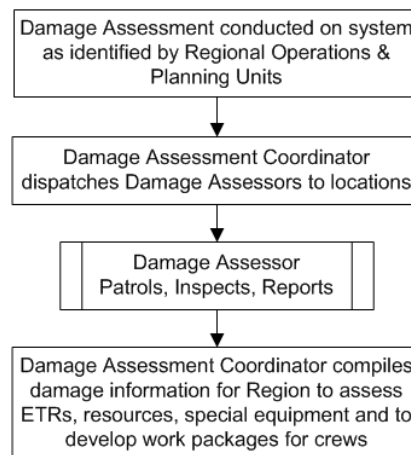 Damage Assessment conducted on system
as identified by Regional Operations &
Planning Units
Damage Assessment Coordinator
dispatches Damage Assessors to locations
Damage Assessor
Patrols, Inspects, Reports
Damage Assessment Coordinator compiles
damage information for Region to assess
ETRs, resources, special equipment and to
develop work packages for crews